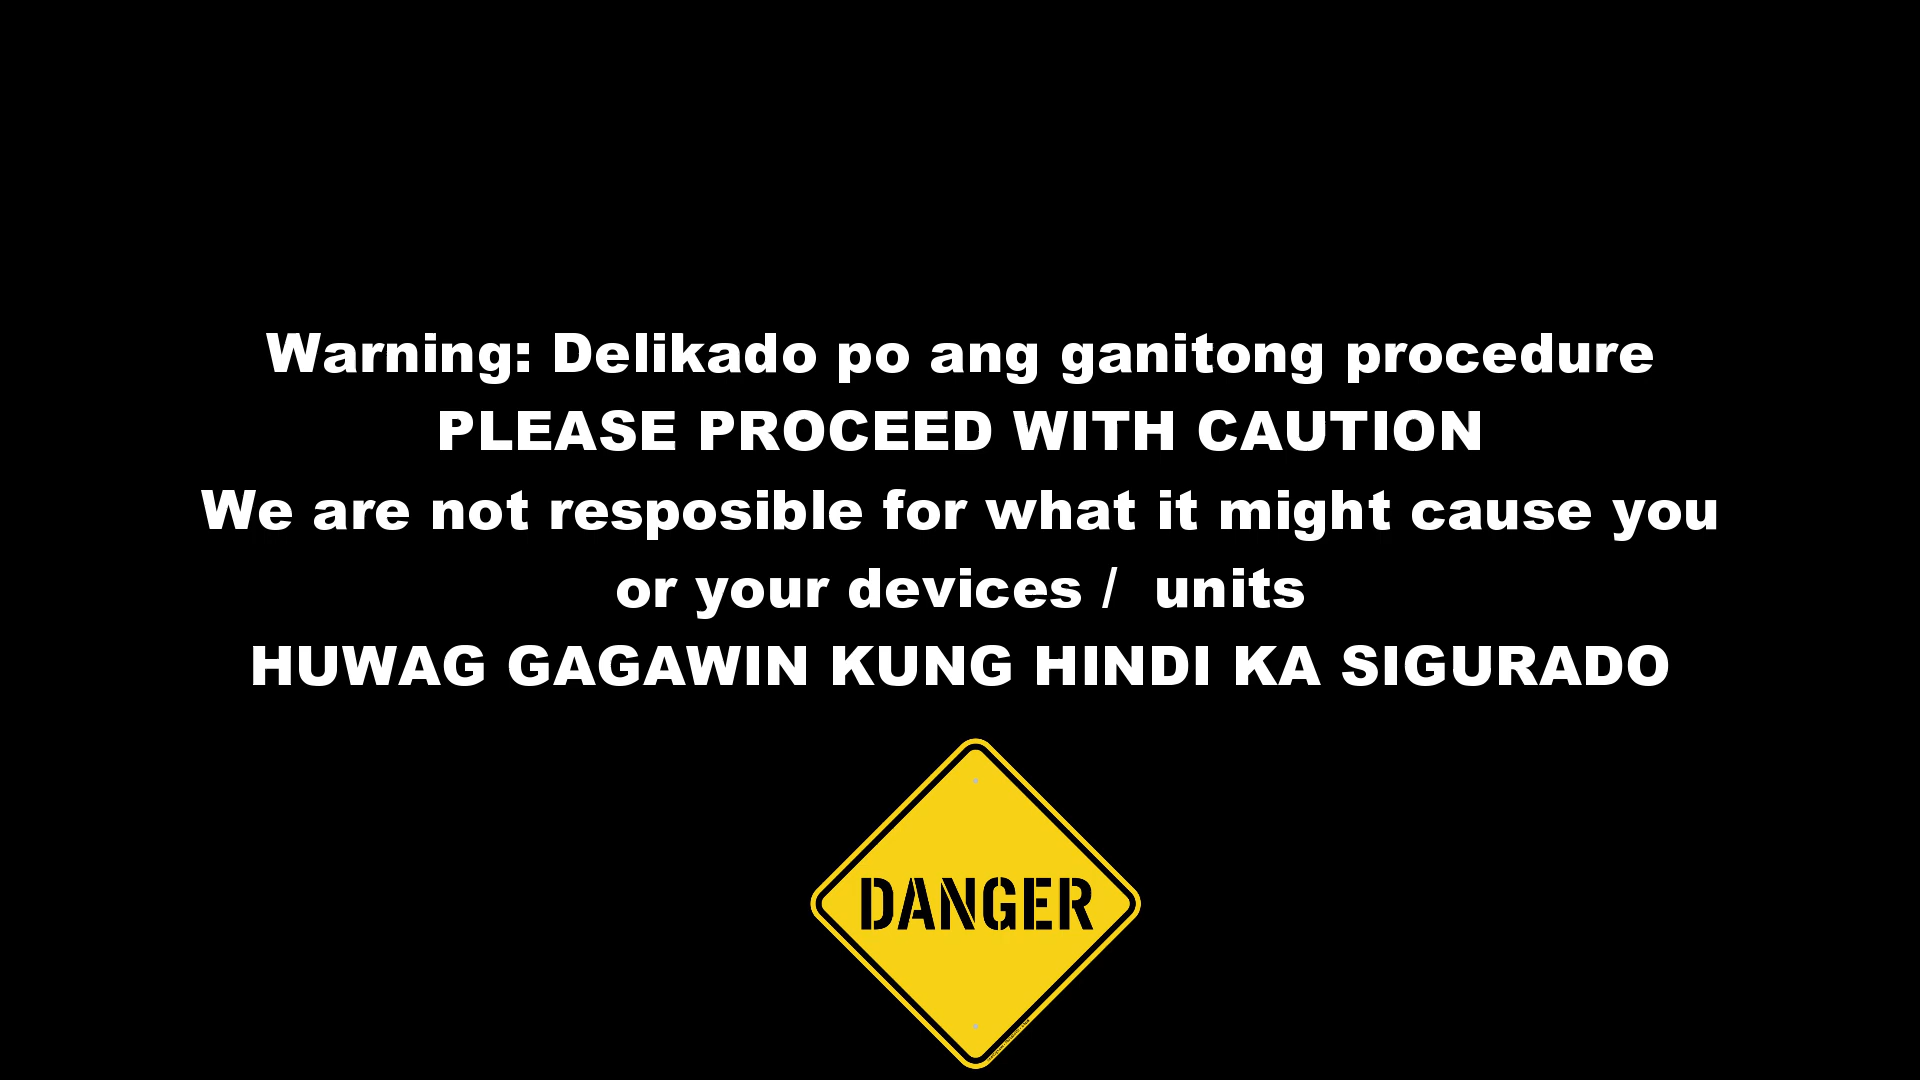 Warning: Delikado po ang ganitong procedure
PLEASE PROCEED WITH CAUTION
We are not resposible for what it might cause you
or your devices /  units
HUWAG GAGAWIN KUNG HINDI KA SIGURADO
DANGER